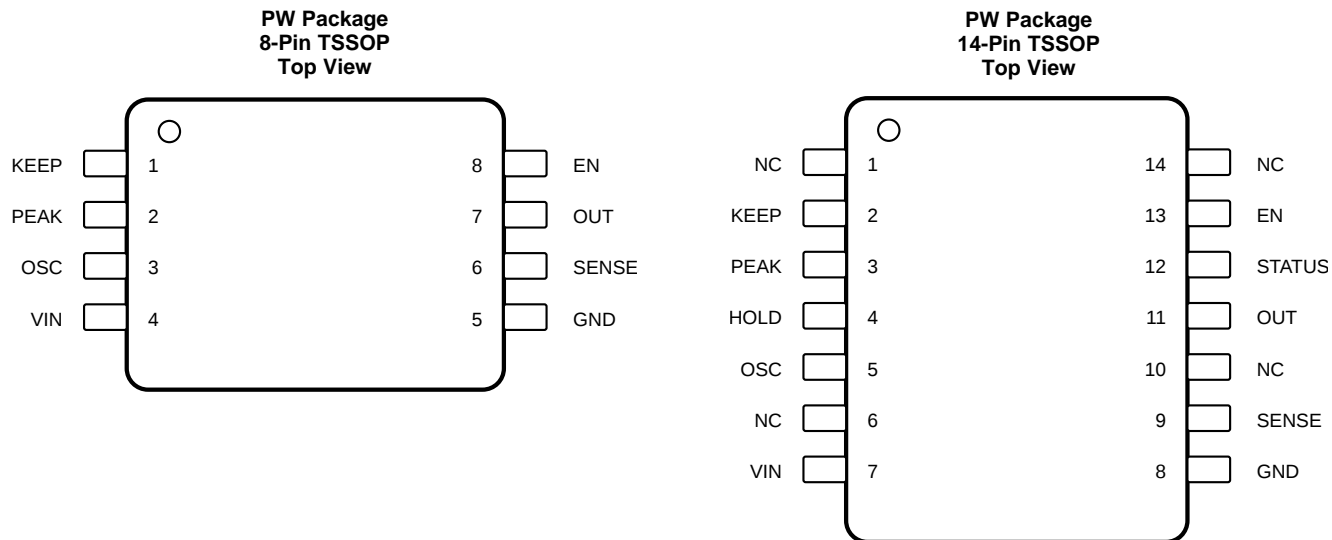 PW Package
8-Pin TSSOP
Top View
KEEP 1 8 EN
PEAK 2 7 OUT
OSC 3 6 SENSE
VIN 4 5 GND
PW Package
14-Pin TSSOP
Top View
NC 1 14 NC
KEEP 2 13 EN
PEAK 3 12 STATUS
HOLD 4 11 OUT
OSC 5 10 NC
NC 6 9 SENSE
VIN 7 8 GND